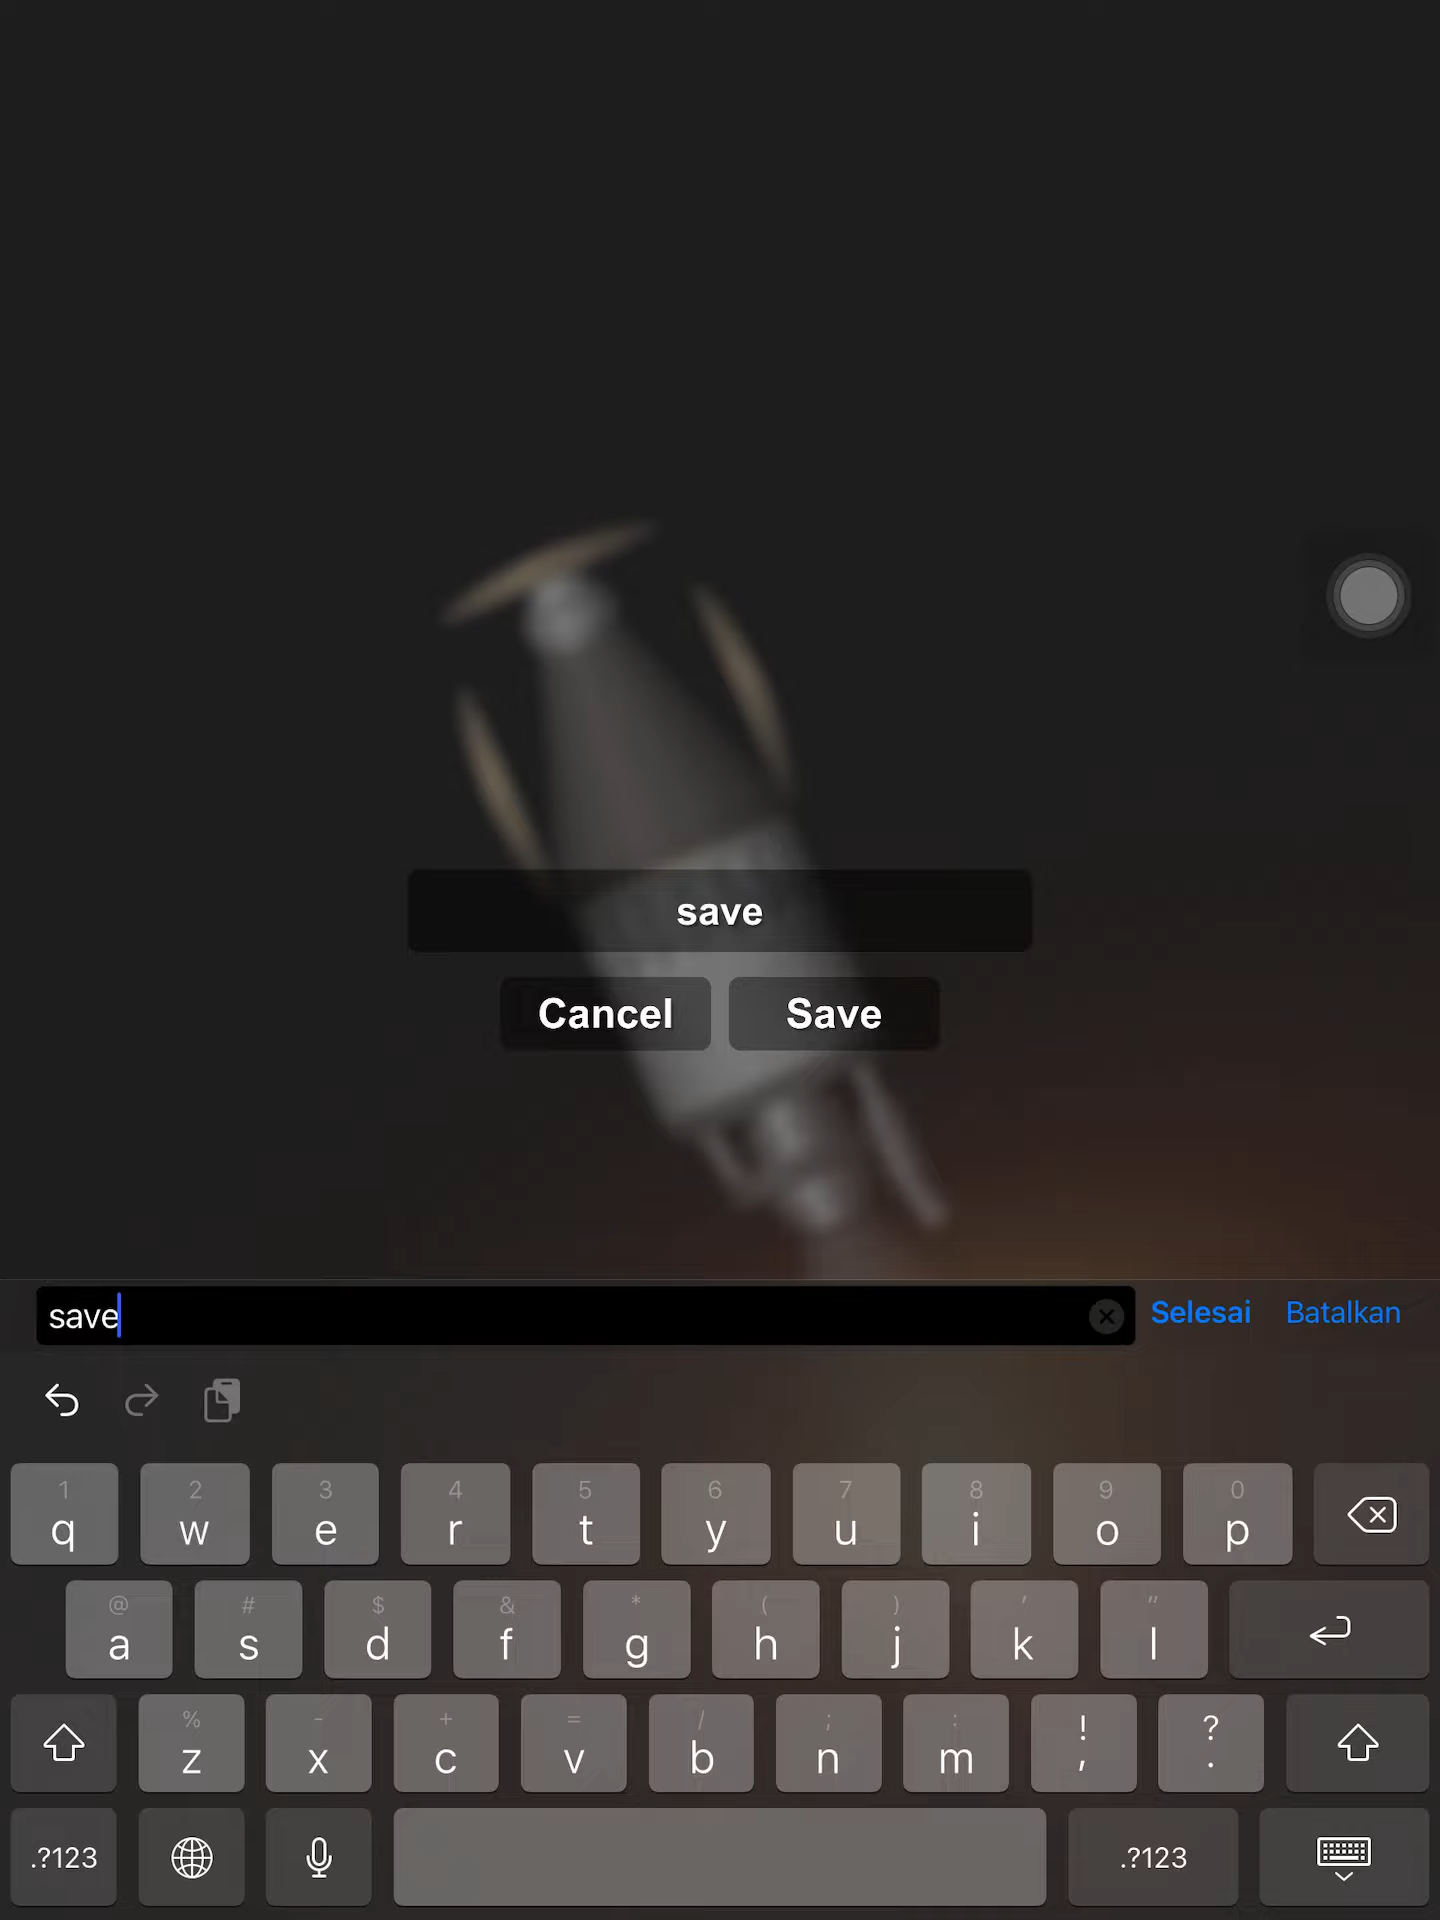 save
Cancel Save
save Selesai Batalkan
1 2 3 4 5 6 7 8 9 0
q w e r t y u i o p
@ # $ & * ( ) ' "
a s d f g h j k l
% - + = / ; : ! ?
z x c v b n m , .
.?123 .?123